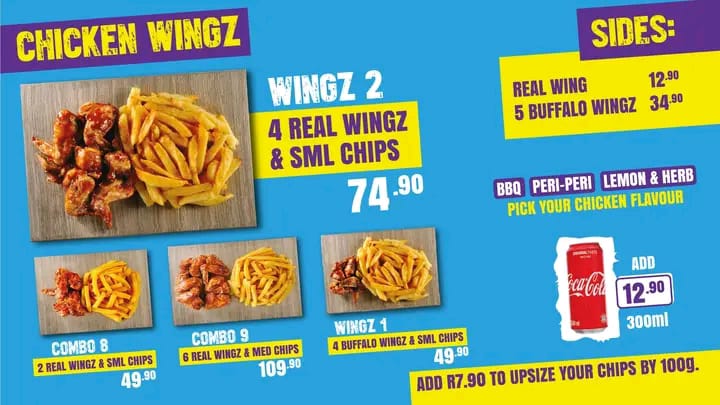 CHICKEN WINGZ
WINGZ 2
4 REAL WINGZ
& SML CHIPS
74.90
COMBO 8
2 REAL WINGZ & SML CHIPS
49.90
COMBO 9
6 REAL WINGZ & MED CHIPS
109.90
WINGZ 1
4 BUFFALO WINGZ & SML CHIPS
49.90
SIDES:
REAL WING 12.90
5 BUFFALO WINGZ 34.90
BBQ PERI-PERI LEMON & HERB
PICK YOUR CHICKEN FLAVOUR
Coca-Cola
ADD
12.90
300ml
ADD R7.90 TO UPSIZE YOUR CHIPS BY 100g.